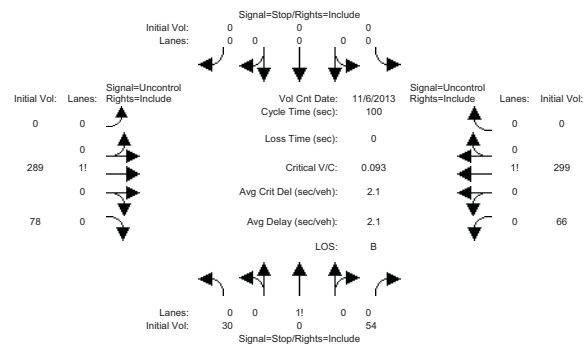 Signal=Stop/Rights=Include
Initial Vol: 0 0 0
Lanes: 0 0 0 0 0
Signal=Uncontrol
Initial Vol: Lanes: Rights=Include
Vol Cnt Date: 11/6/2013
Signal=Uncontrol
Rights=Include Lanes: Initial Vol:
Cycle Time (sec): 100
0 0
0 0
Loss Time (sec): 0
0
0
289 1!
Critical V/C: 0.093
1! 299
0
Avg Crit Del (sec/veh): 2.1
0
78 0
Avg Delay (sec/veh): 2.1
0 66
LOS: B
Lanes: 0 0 1! 0 0
Initial Vol: 30 0 54
Signal=Stop/Rights=Include